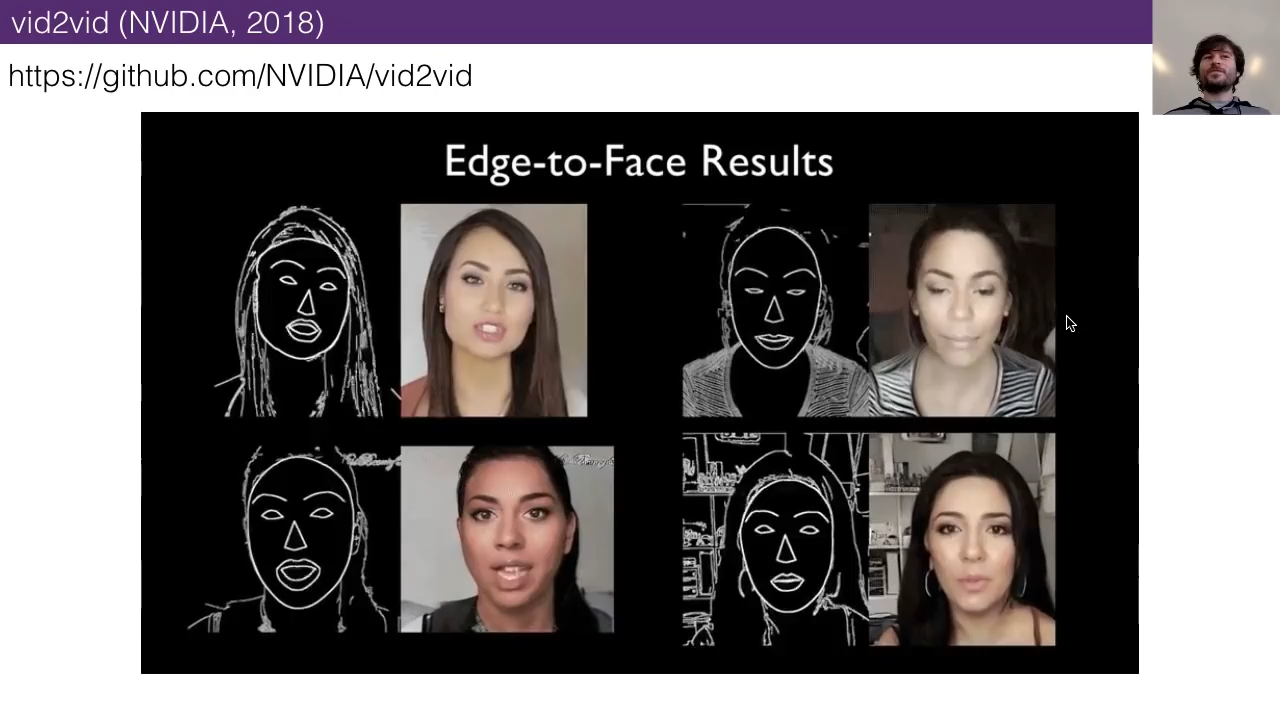 vid2vid (NVIDIA, 2018)
https://github.com/NVIDIA/vid2vid
Edge-to-Face Results